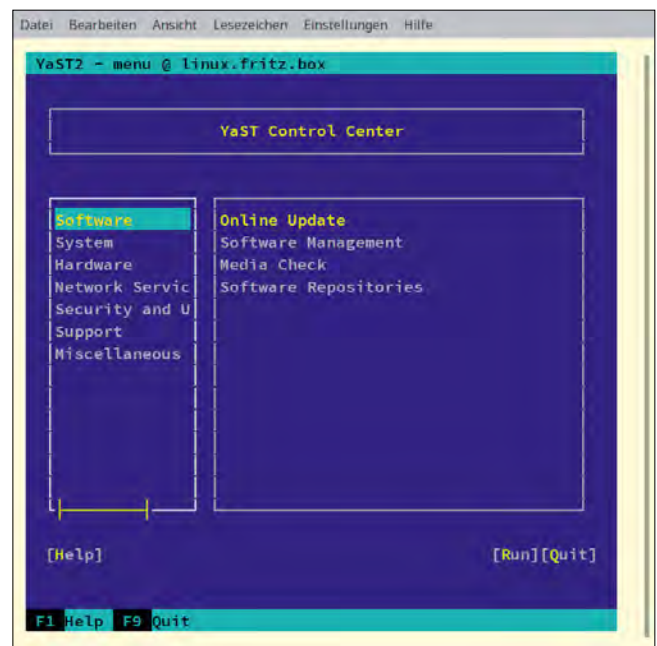 Datei Bearbeiten Ansicht Lesezeichen Einstellungen Hilfe
YaST2 - menu @ linux.fritz.box
YaST Control Center
Software
System
Hardware
Network Servic
Security and U
Support
Miscellaneous
Online Update
Software Management
Media Check
Software Repositories
[Help] [Run][Quit]
F1 Help F9 Quit